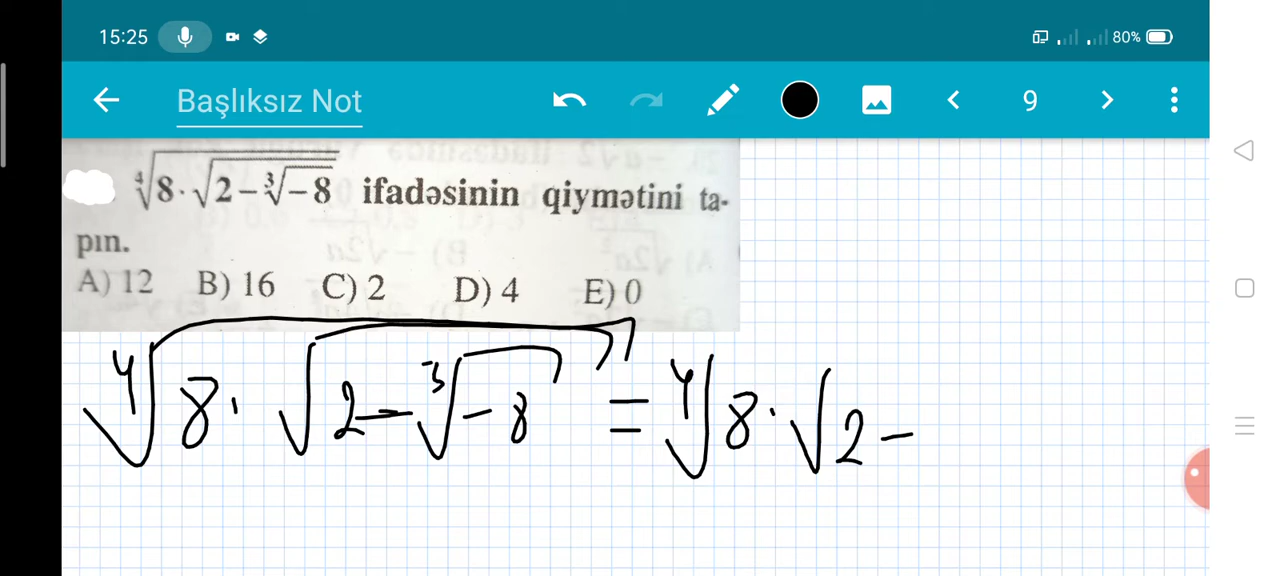 15:25 80%
Başlıksız Not 9
∜8·√2−∛−8 ifadəsinin qiymətini ta-
pın.
A) 12 B) 16 C) 2 D) 4 E) 0
∜8·√2−∛−8 = ∜8·√2−